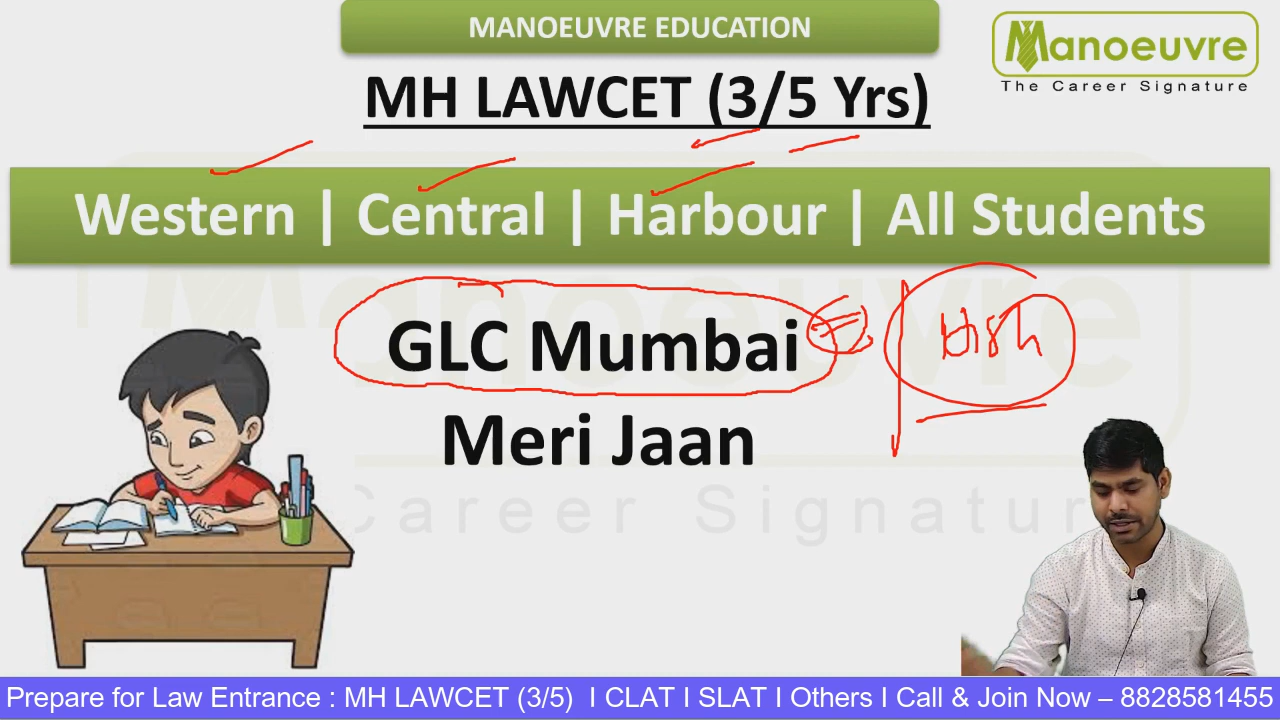 MANOEUVRE EDUCATION
Manoeuvre
The Career Signature
MH LAWCET (3/5 Yrs)
Western | Central | Harbour | All Students
GLC Mumbai
Meri Jaan
Prepare for Law Entrance : MH LAWCET (3/5) I CLAT I SLAT I Others I Call & Join Now – 8828581455